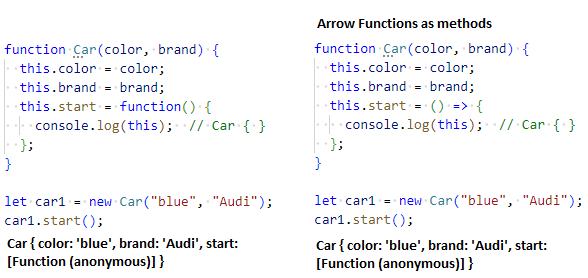 function Car(color, brand) {
  this.color = color;
  this.brand = brand;
  this.start = function() {
    console.log(this);  // Car { }
  };
}
let car1 = new Car("blue", "Audi");
car1.start();
Car { color: 'blue', brand: 'Audi', start:
[Function (anonymous)] }
Arrow Functions as methods
function Car(color, brand) {
  this.color = color;
  this.brand = brand;
  this.start = () => {
    console.log(this);  // Car { }
  };
}
let car1 = new Car("blue", "Audi");
car1.start();
Car { color: 'blue', brand: 'Audi', start:
[Function (anonymous)] }